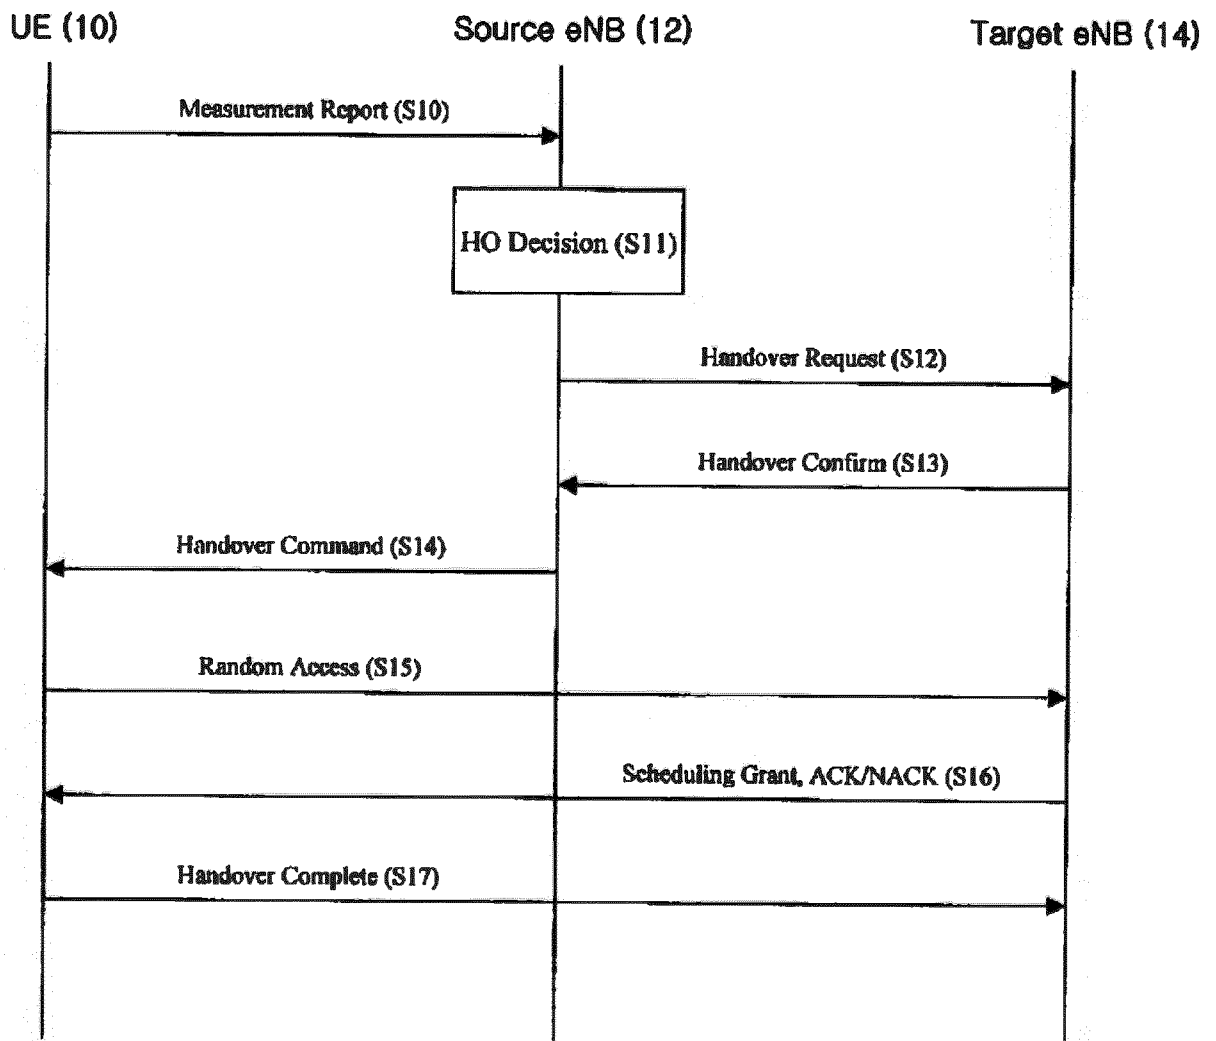 UE (10)
Source eNB (12)
Target eNB (14)
Measurement Report (S10)
HO Decision (S11)
Handover Request (S12)
Handover Confirm (S13)
Handover Command (S14)
Random Access (S15)
Scheduling Grant, ACK/NACK (S16)
Handover Complete (S17)